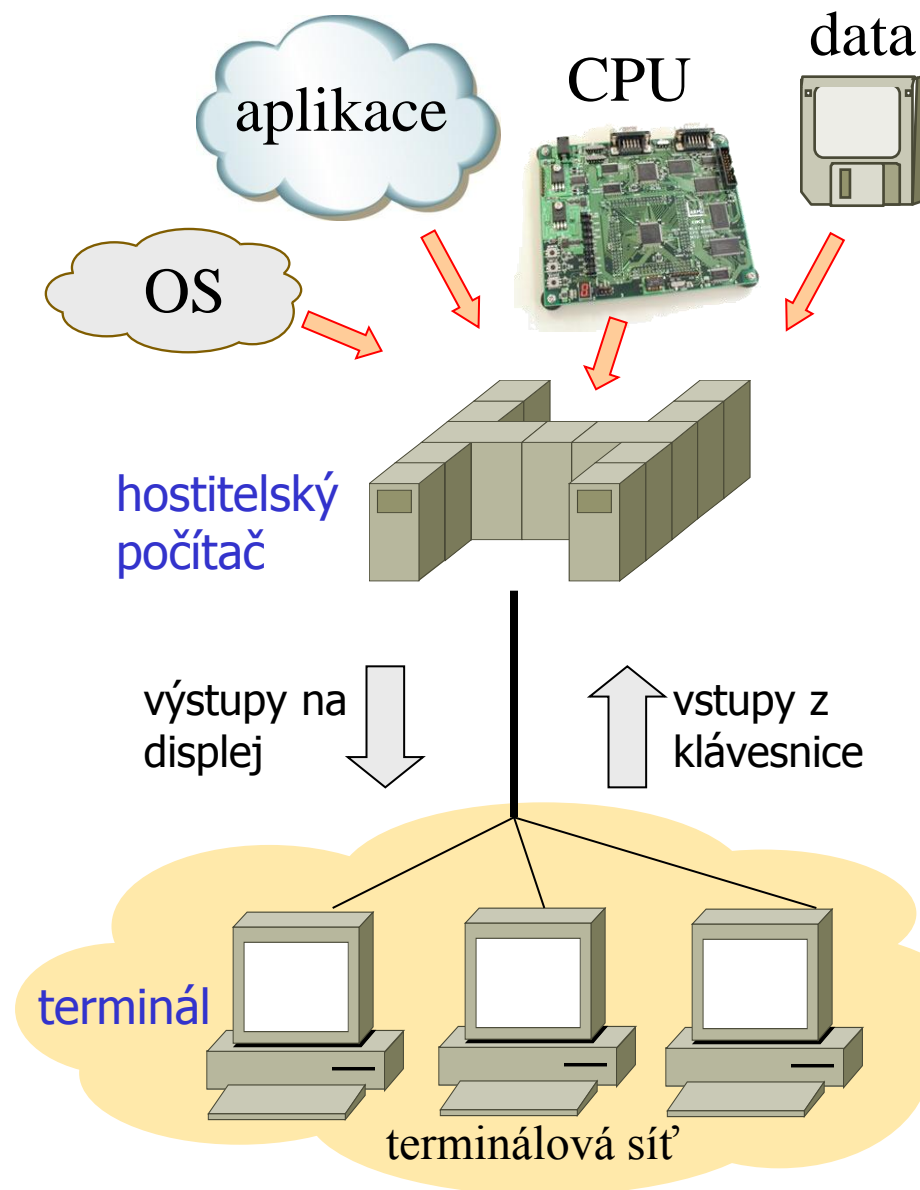 data
CPU
aplikace
OS
hostitelský
počítač
výstupy na
displej
vstupy z
klávesnice
terminál
terminálová síť